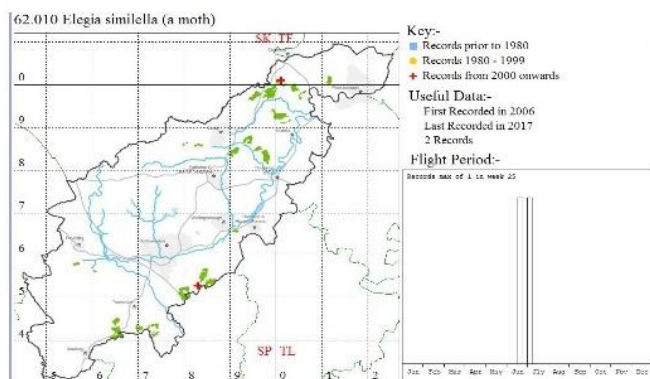 62.010 Elegia similella (a moth)
SK TF
Key:-
Records prior to 1980
Records 1980 - 1999
Records from 2000 onwards
Useful Data:-
First Recorded in 2006
Last Recorded in 2017
2 Records
Flight Period:-
Records max of 1 in week 25
0
9
8
7
6
5
4
SP TL
5 6 7 8 9 0 1 2
Jan Feb Mar Apr May Jun Jly Aug Sep Oct Nov Dec